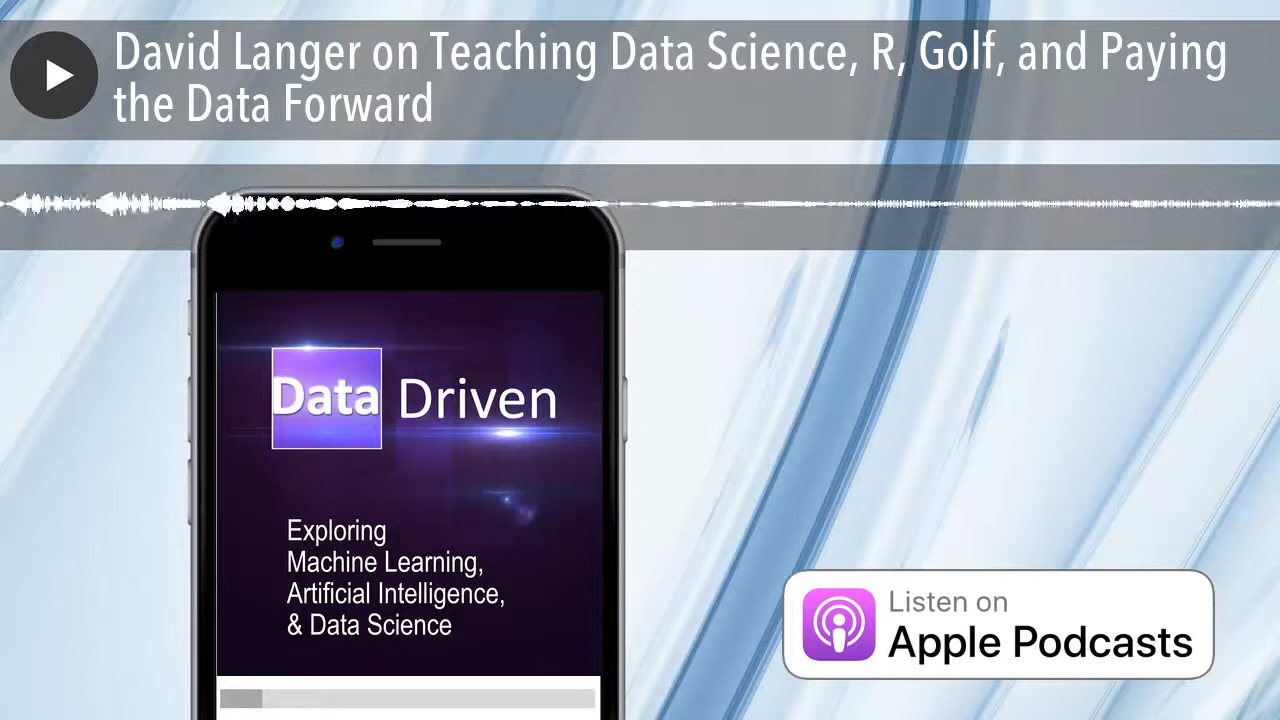 David Langer on Teaching Data Science, R, Golf, and Paying
the Data Forward
Data Driven
Exploring
Machine Learning,
Artificial Intelligence,
& Data Science
Listen on
Apple Podcasts